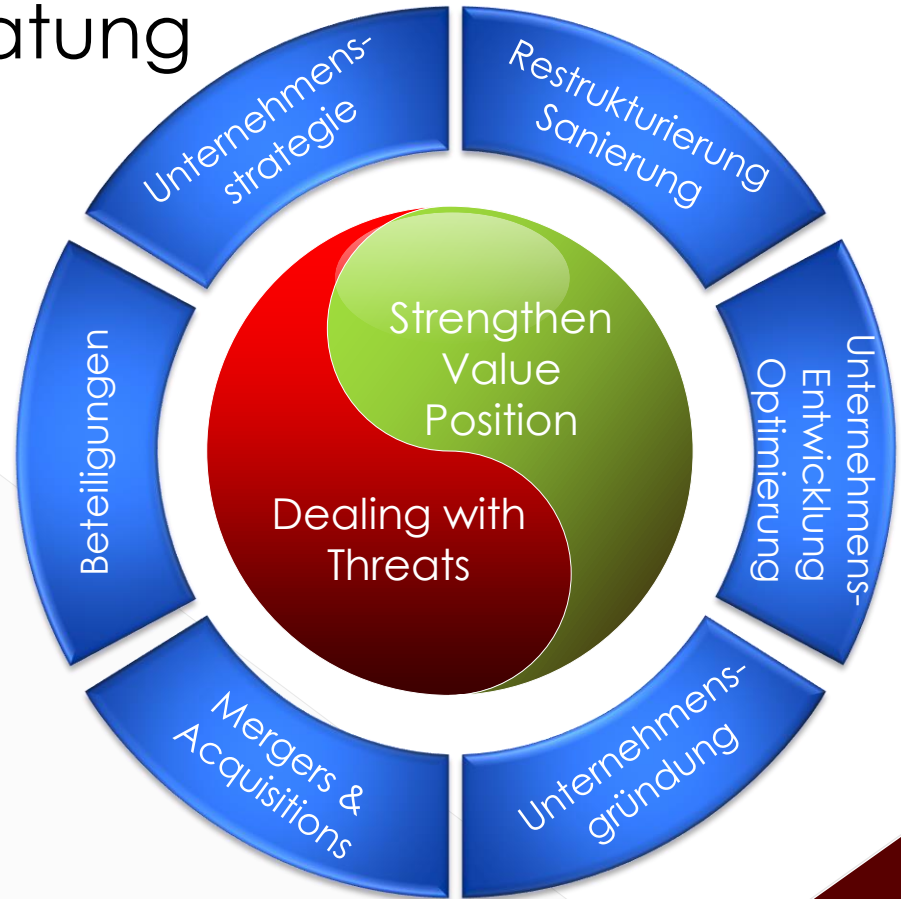 atung
Unternehmens-
strategie
Restrukturierung
Sanierung
Unternehmens-
Entwicklung
Optimierung
Unternehmens-
gründung
Mergers &
Acquisitions
Beteiligungen
Strengthen
Value
Position
Dealing with
Threats